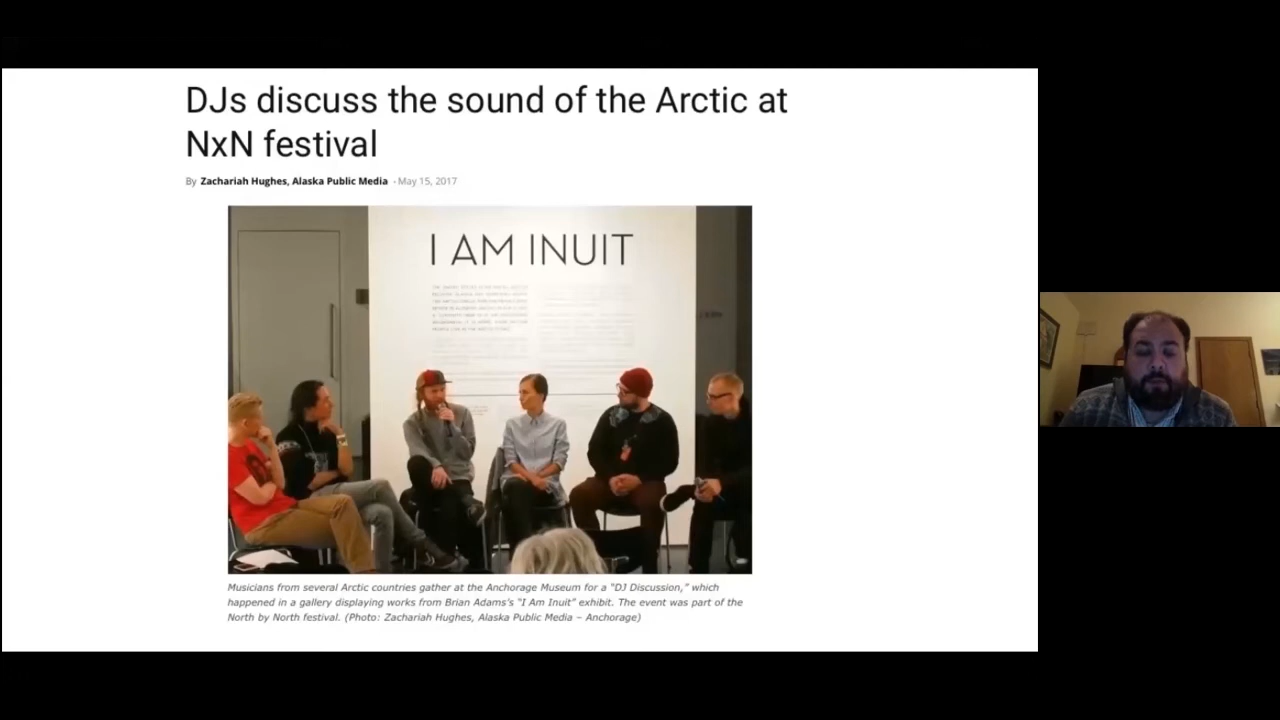 DJs discuss the sound of the Arctic at
NxN festival
By Zachariah Hughes, Alaska Public Media - May 15, 2017
I AM INUIT
Musicians from several Arctic countries gather at the Anchorage Museum for a "DJ Discussion," which
happened in a gallery displaying works from Brian Adams's "I Am Inuit" exhibit. The event was part of the
North by North festival. (Photo: Zachariah Hughes, Alaska Public Media – Anchorage)